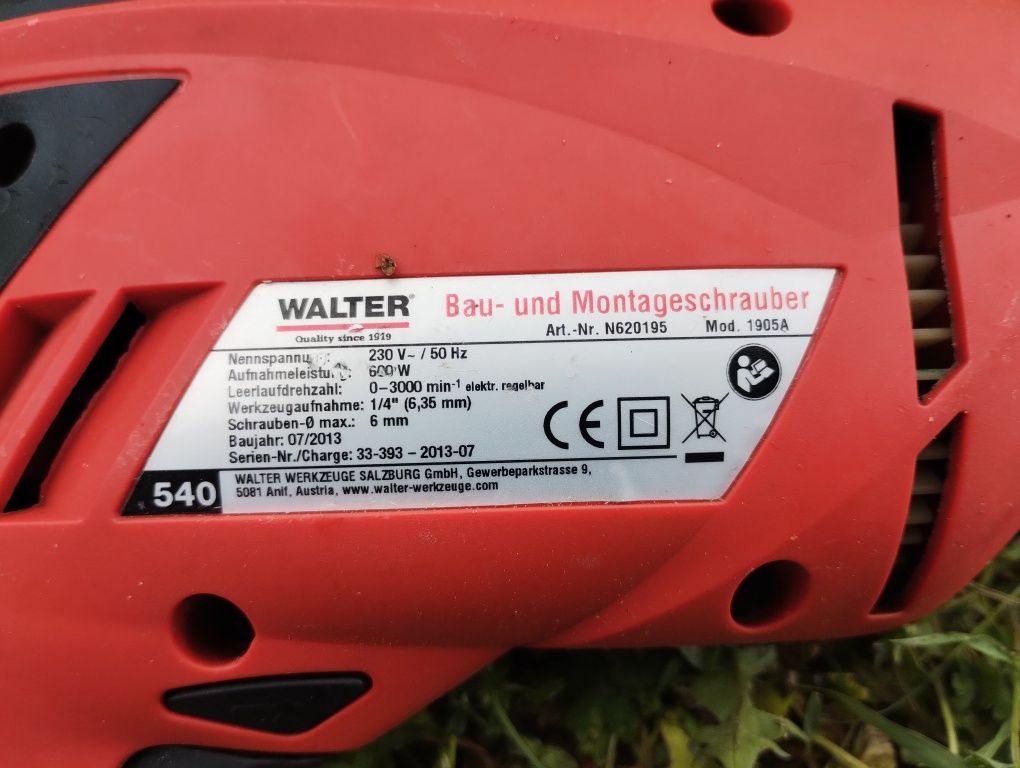 WALTER®
Quality since 1919
Bau- und Montageschrauber
Art.-Nr. N620195 Mod. 1905A
230 V~ / 50 Hz
600 W
Leerlaufdrehzahl: 0–3000 min-1 elektr. regelbar
Werkzeugaufnahme: 1/4" (6,35 mm)
Schrauben-Ø max.: 6 mm
Baujahr: 07/2013
Serien-Nr./Charge: 33-393 – 2013-07
CE
540
WALTER WERKZEUGE SALZBURG GmbH, Gewerbeparkstrasse 9,
5081 Anif, Austria, www.walter-werkzeuge.com